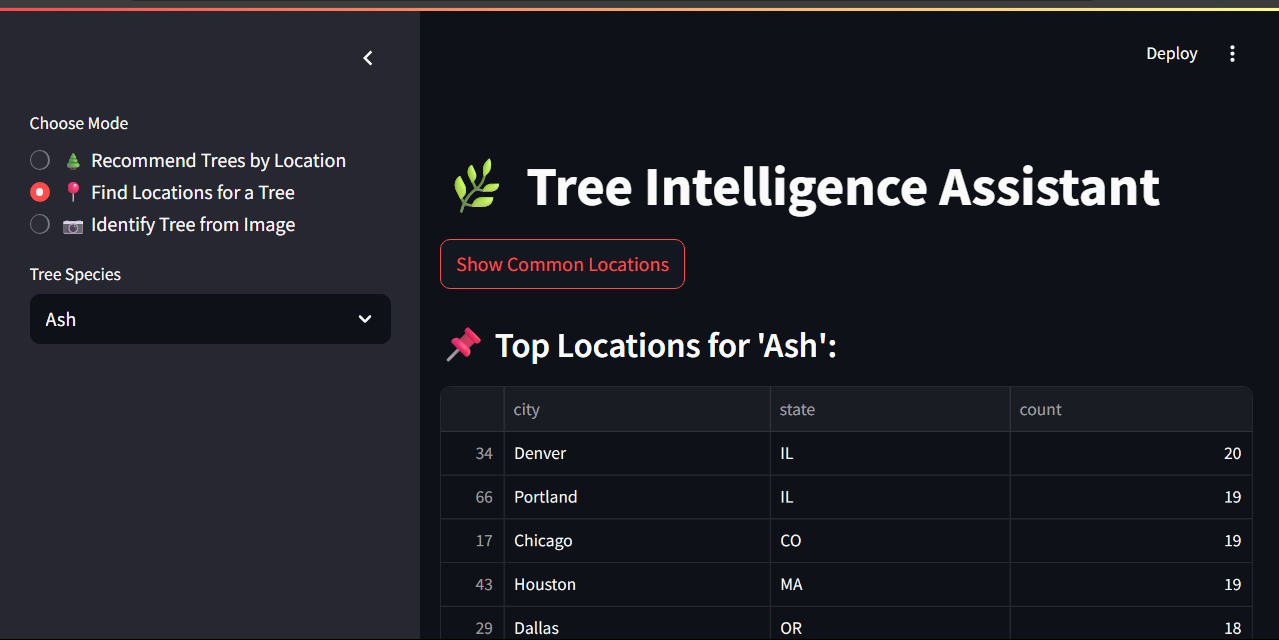 Deploy
Choose Mode
Recommend Trees by Location
Find Locations for a Tree
Identify Tree from Image
Tree Species
Ash
Tree Intelligence Assistant
Show Common Locations
Top Locations for 'Ash':
city state count
34 Denver IL 20
66 Portland IL 19
17 Chicago CO 19
43 Houston MA 19
29 Dallas OR 18